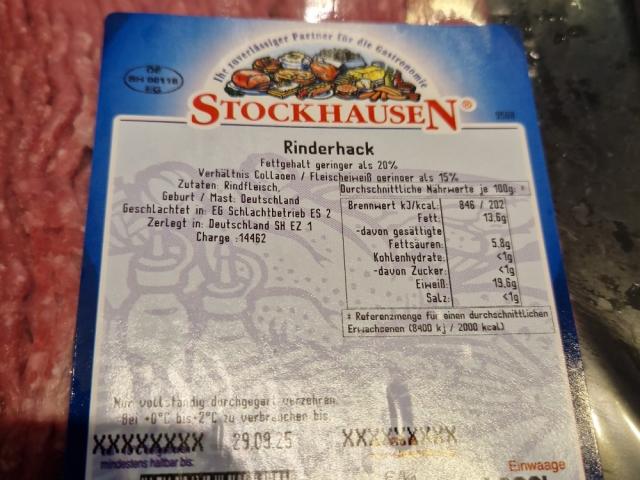 Ihr zuverlässiger Partner für die Gastronomie
EG
STOCKHAUSEN®
Rinderhack
Fettgehalt geringer als 20%
Verhältnis Collagen / Fleischeiweiß geringer als 15%
Zutaten: Rindfleisch,
Geburt / Mast: Deutschland
Geschlachtet in: EG Schlachtbetrieb ES 2
Zerlegt in: Deutschland SH EZ 1
Charge :14462
Durchschnittliche Nährwerte je 100g: *
Brennwert kJ/kcal: 846 / 202
Fett: 13.6g
-davon gesättigte
Fettsäuren: 5.8g
Kohlenhydrate: <1g
-davon Zucker: <1g
Eiweiß: 19.6g
Salz: <1g
* Referenzmenge für einen durchschnittlichen
Erwachsenen (8400 kj / 2000 kcal)
Nur vollständig durchgegart verzehren
Bei +0°C bis+2°C zu verbrauchen bis
XXXXXXXX 29.09.25 XXXXXXXX
mindestens haltbar bis:
Einwaage